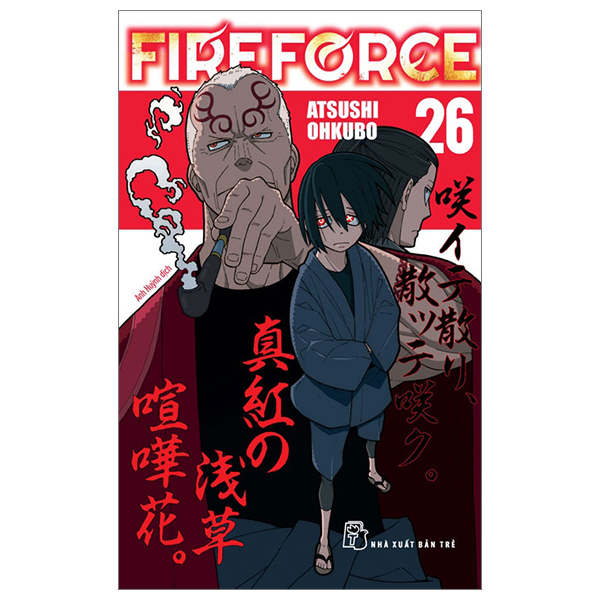 FIRE FORCE
ATSUSHI
OHKUBO
26
Anh Huỳnh dịch
咲イテ散リ、
散ッテ咲ク。
真紅の
浅草
喧嘩花。
NHÀ XUẤT BẢN TRẺ